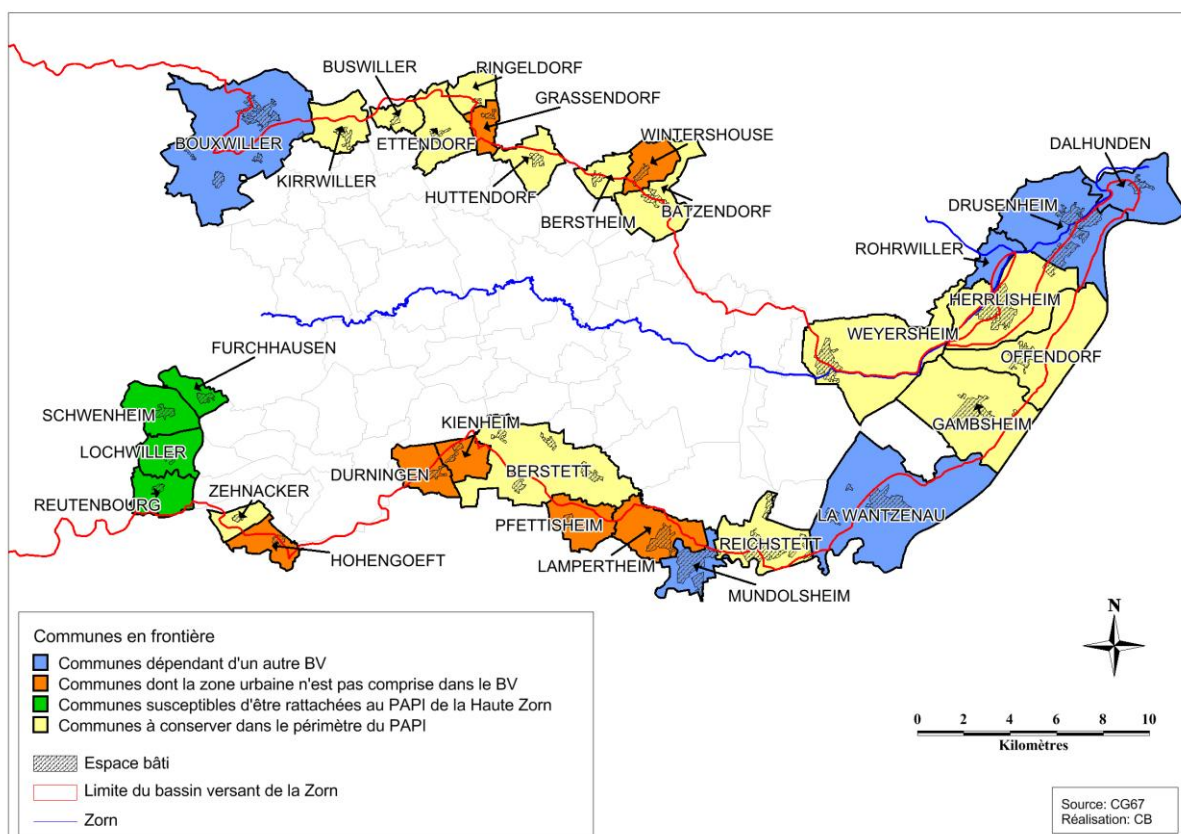 RINGELDORF
BUSWILLER
GRASSENDORF
WINTERSHOUSE
BOUXWILLER
ETTENDORF
DALHUNDEN
KIRRWILLER
HUTTENDORF
BERSTHEIM
BATZENDORF
DRUSENHEIM
ROHRWILLER
HERRLISHEIM
WEYERSHEIM
OFFENDORF
FURCHHAUSEN
SCHWENHEIM
KIENHEIM
GAMBSHEIM
LOCHWILLER
DURNINGEN
BERSTETT
REUTENBOURG
ZEHNACKER
LA WANTZENAU
PFETTISHEIM
REICHSTETT
HOHENGOEFT
LAMPERTHEIM
MUNDOLSHEIM
N
Communes en frontière
Communes dépendant d'un autre BV
Communes dont la zone urbaine n'est pas comprise dans le BV
Communes susceptibles d'être rattachées au PAPI de la Haute Zorn
Communes à conserver dans le périmètre du PAPI
Espace bâti
Limite du bassin versant de la Zorn
Zorn
0 2 4 6 8 10
Kilomètres
Source: CG67
Réalisation: CB